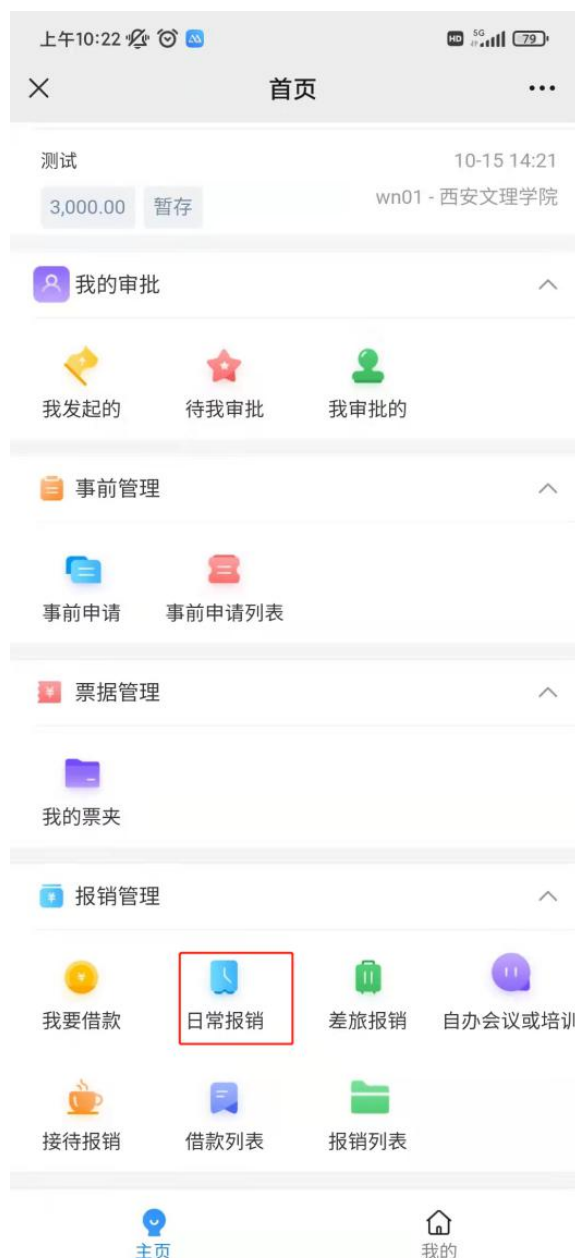 上午10:22
HD 5G 79
首页
测试 10-15 14:21
3,000.00 暂存 wn01 - 西安文理学院
我的审批
我发起的 待我审批 我审批的
事前管理
事前申请 事前申请列表
¥ 票据管理
我的票夹
¥ 报销管理
我要借款 日常报销 差旅报销 自办会议或培训
接待报销 借款列表 报销列表
主页 我的